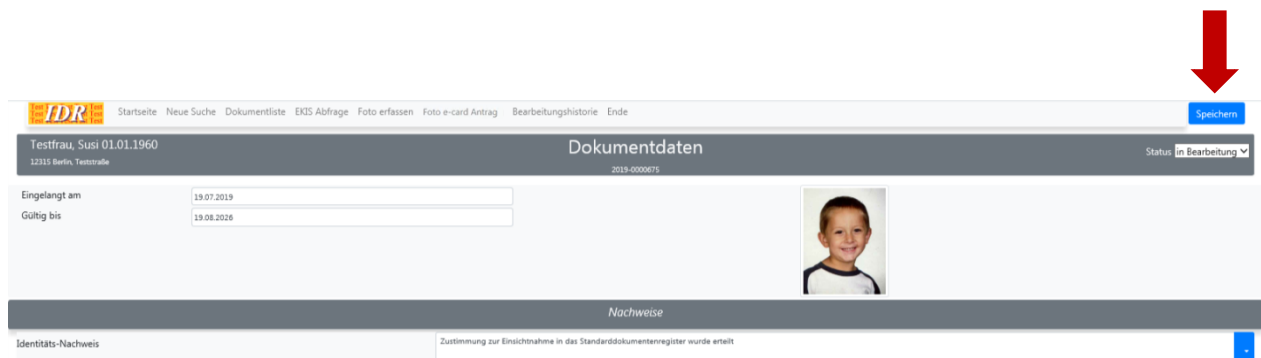 IDR
Startseite Neue Suche Dokumentliste EKIS Abfrage Foto erfassen Foto e-card Antrag Bearbeitungshistorie Ende
Speichern
Testfrau, Susi 01.01.1960
12315 Berlin, Teststraße
Dokumentdaten
2019-0000675
Status in Bearbeitung
Eingelangt am 19.07.2019
Gültig bis 19.08.2026
Nachweise
Identitäts-Nachweis Zustimmung zur Einsichtnahme in das Standarddokumentenregister wurde erteilt